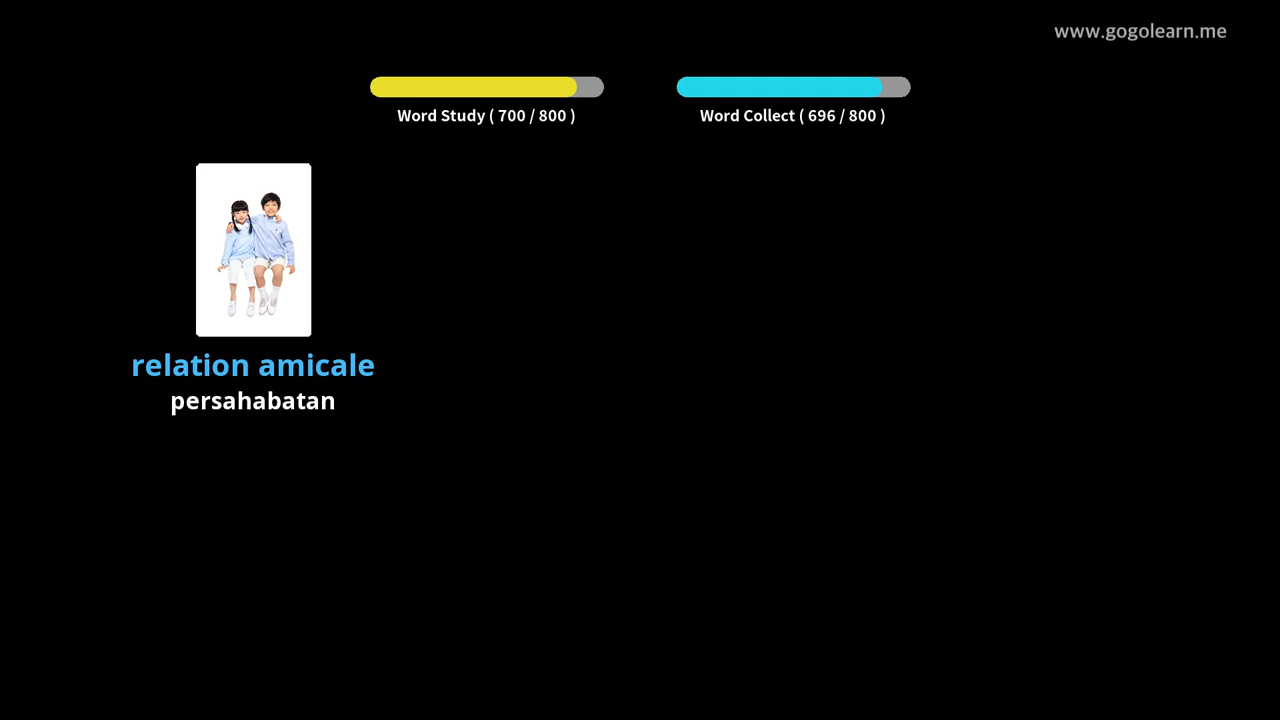 www.gogolearn.me
Word Study ( 700 / 800 )
Word Collect ( 696 / 800 )
relation amicale
persahabatan